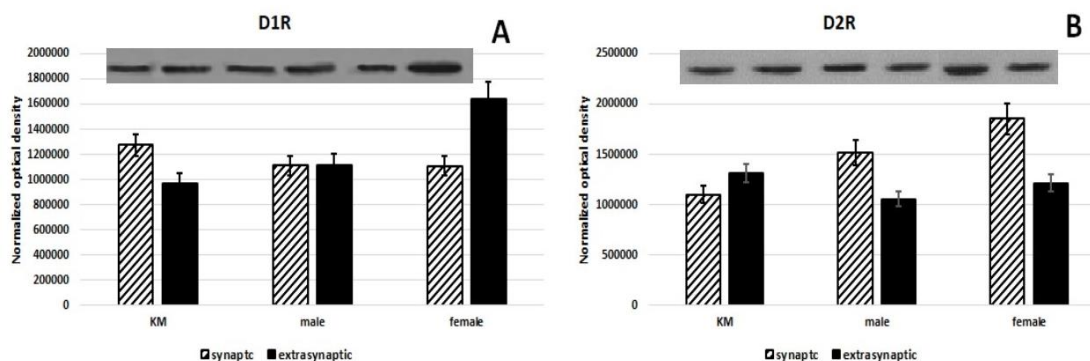 D1R
A
Normalized optical density
2000000
1800000
1600000
1400000
1200000
1000000
800000
600000
400000
200000
0
KM male female
synaptc extrasynaptic
D2R
B
Normalized optical density
2500000
2000000
1500000
1000000
500000
0
KM male female
synaptc extrasynaptic